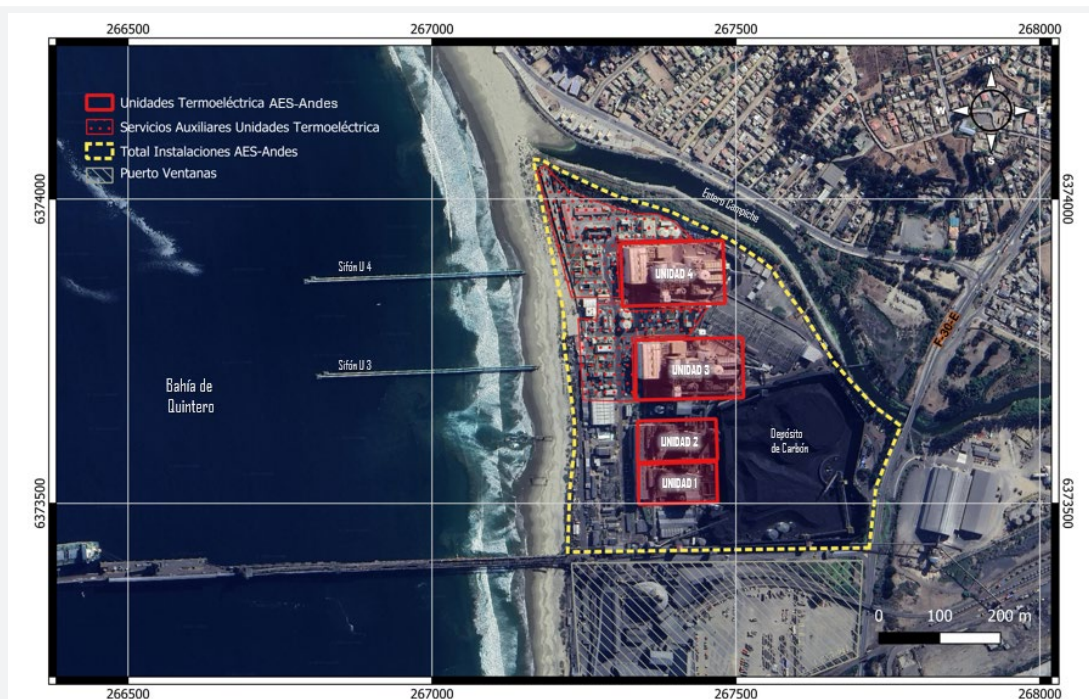 266500 267000 267500 268000
Unidades Termoeléctrica AES-Andes
Servicios Auxiliares Unidades Termoeléctrica
Total Instalaciones AES-Andes
Puerto Ventanas
N
W E
S
6374000 6374000
Estero Campiche
Sifón U 4
UNIDAD 4
F-30-E
Sifón U 3
UNIDAD 3
Bahía de
Quintero
UNIDAD 2
Depósito
de Carbón
UNIDAD 1
6373500 6373500
0 100 200 m
266500 267000 267500 268000